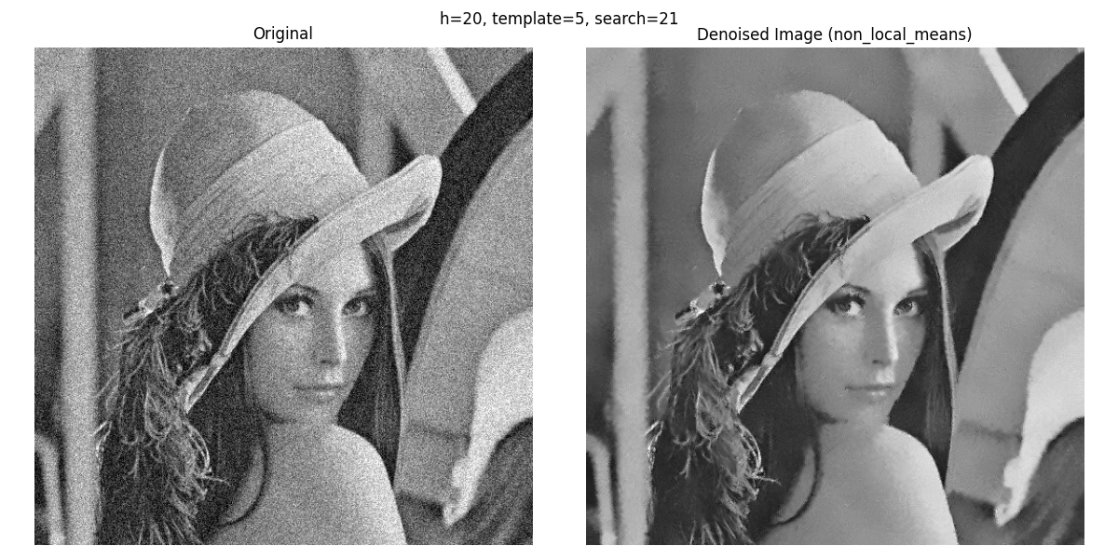 h=20, template=5, search=21
Original
Denoised Image (non_local_means)